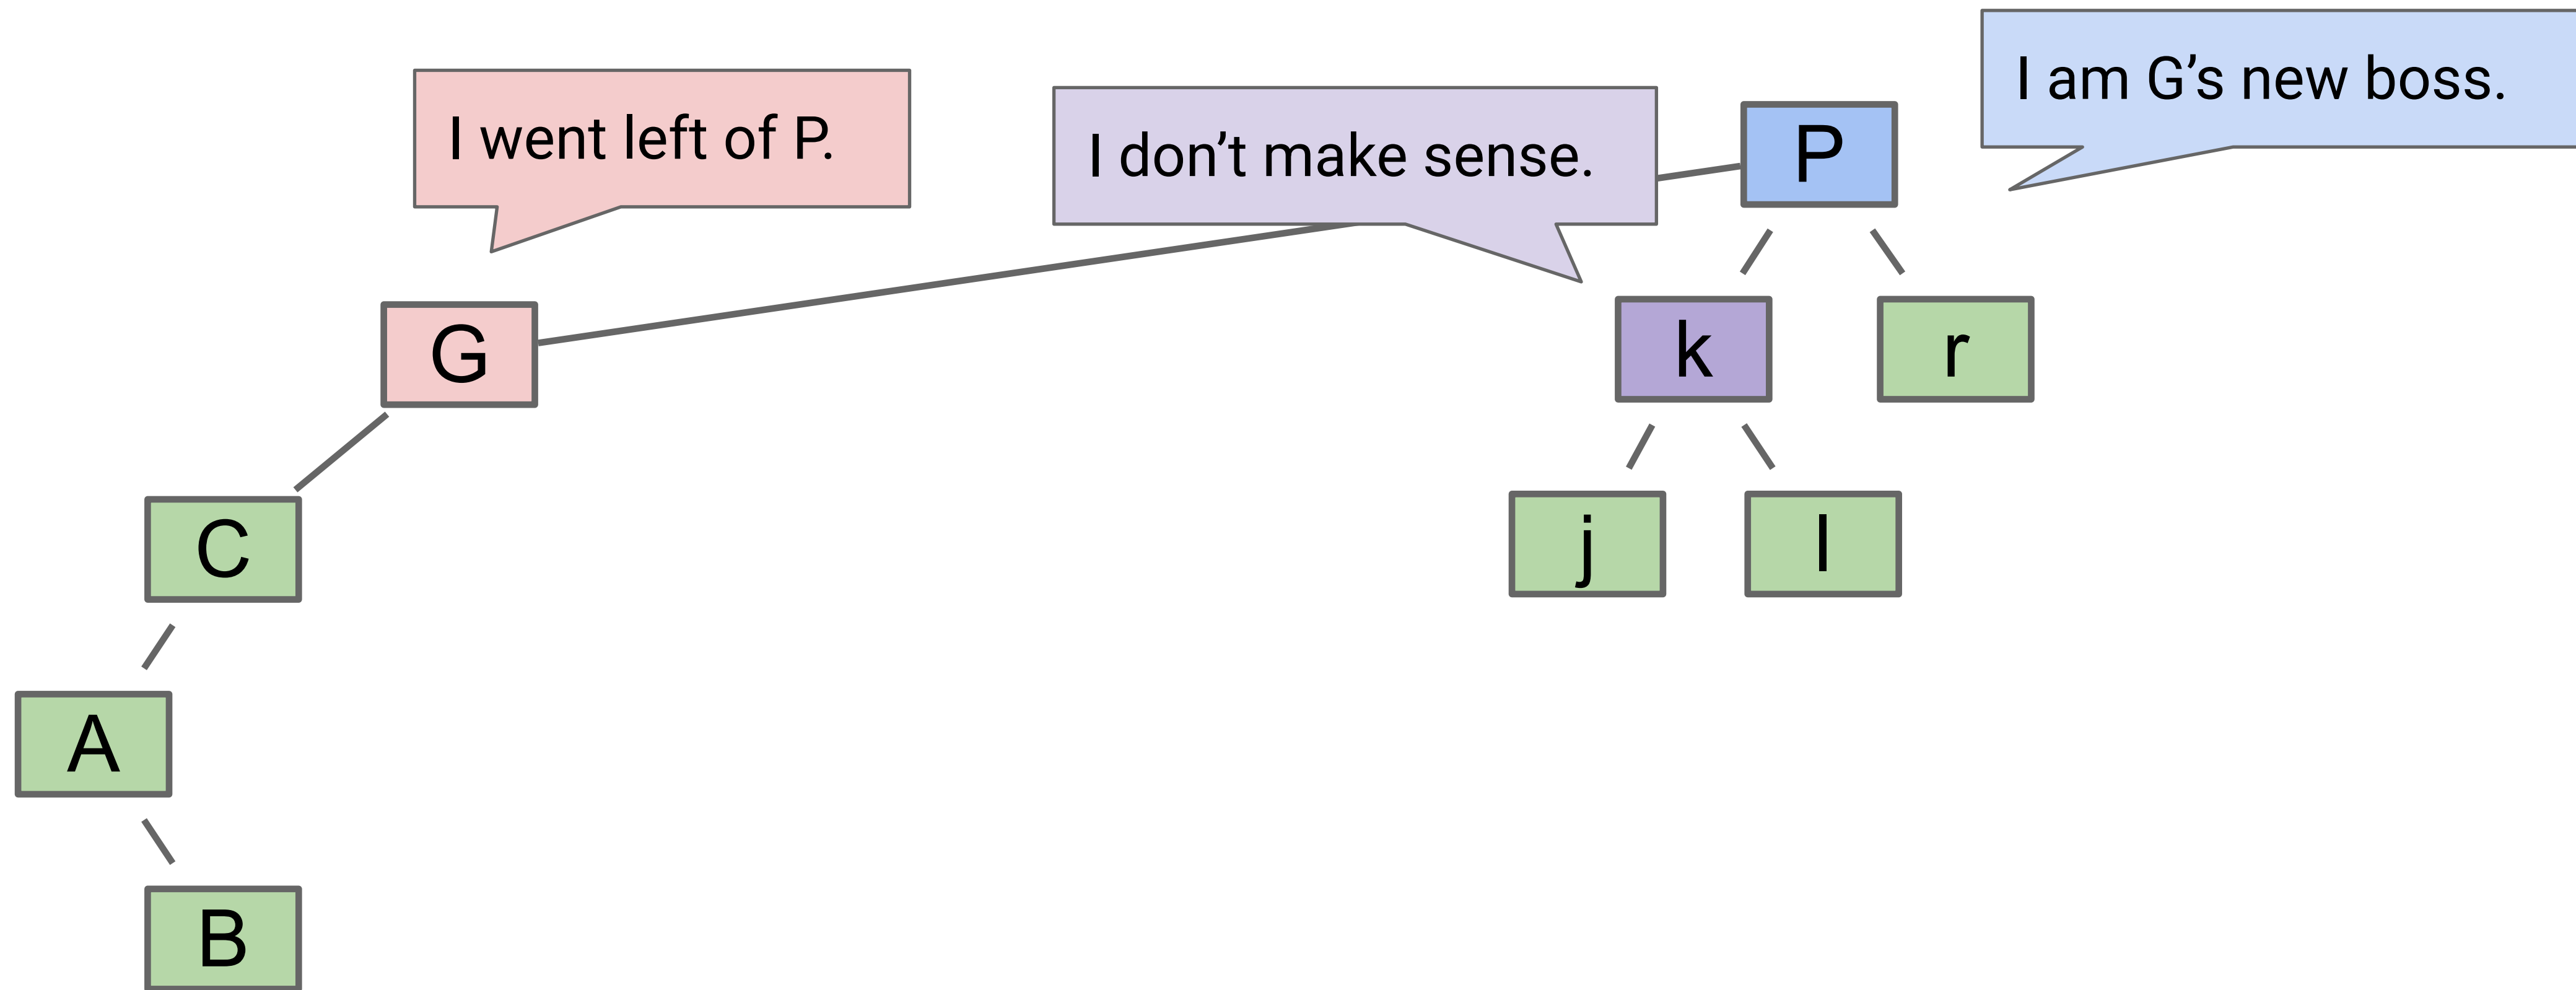 I am G’s new boss.
I went left of P.
I don’t make sense.
P
G
k
r
C
j
l
A
B